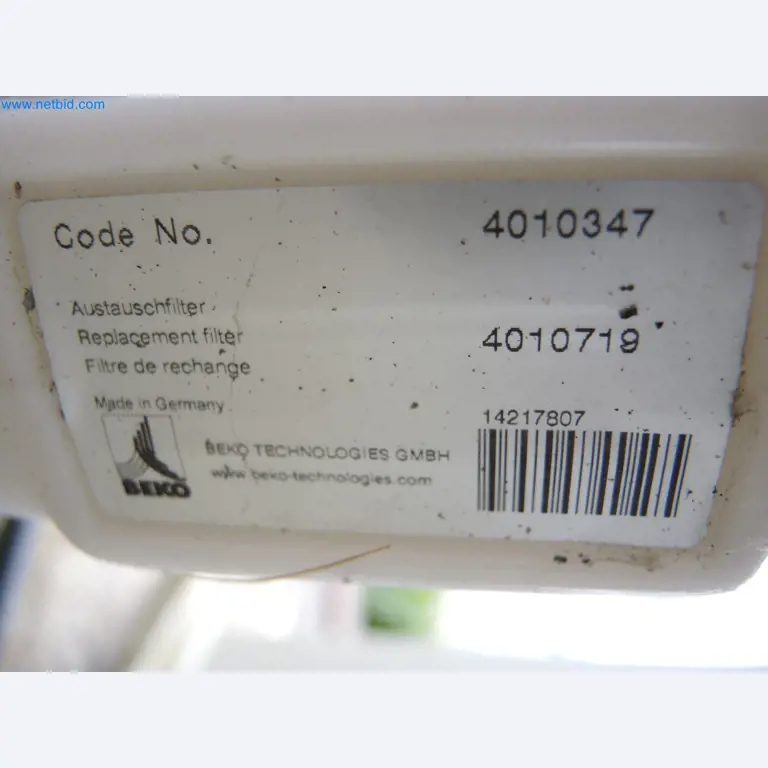 www.netbid.com
Code No. 4010347
Austauschfilter
Replacement filter 4010719
Filtre de rechange
Made in Germany
14217807
BEKO TECHNOLOGIES GMBH
www.beko-technologies.com
BEKO